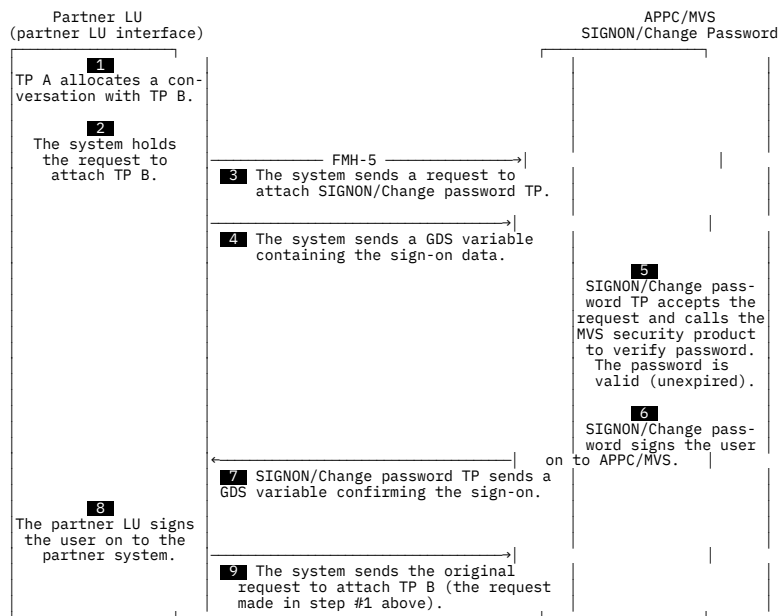 Partner LU
(partner LU interface)
APPC/MVS
SIGNON/Change Password
1
TP A allocates a con-
versation with TP B.
2
The system holds
the request to
attach TP B.
FMH-5
3 The system sends a request to
attach SIGNON/Change password TP.
4 The system sends a GDS variable
containing the sign-on data.
5
SIGNON/Change pass-
word TP accepts the
request and calls the
MVS security product
to verify password.
The password is
valid (unexpired).
6
SIGNON/Change pass-
word signs the user
on to APPC/MVS.
7 SIGNON/Change password TP sends a
GDS variable confirming the sign-on.
8
The partner LU signs
the user on to the
partner system.
9 The system sends the original
request to attach TP B (the request
made in step #1 above).